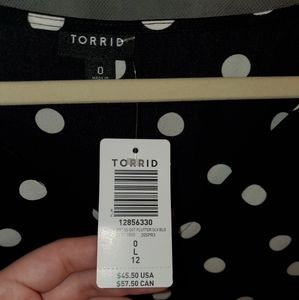 TORRID
0
TORRID
12856330
0
L
12
$45.50 USA
$57.50 CAN